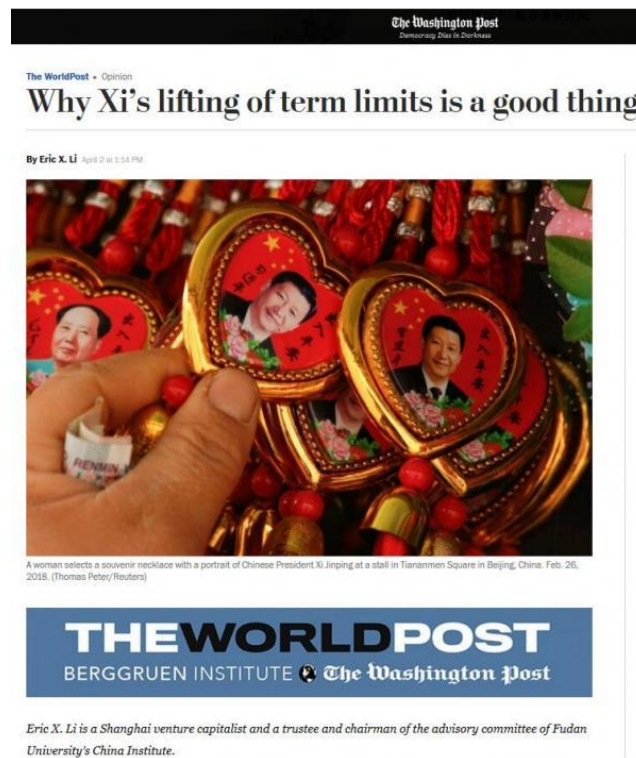 The Washington Post
Democracy Dies in Darkness
The WorldPost • Opinion
Why Xi’s lifting of term limits is a good thing
By Eric X. Li April 2 at 1:14 PM
RENMIN
A woman selects a souvenir necklace with a portrait of Chinese President Xi Jinping at a stall in Tiananmen Square in Beijing, China. Feb. 26,
2018. (Thomas Peter/Reuters)
THEWORLDPOST
BERGGRUEN INSTITUTE The Washington Post
Eric X. Li is a Shanghai venture capitalist and a trustee and chairman of the advisory committee of Fudan
University’s China Institute.